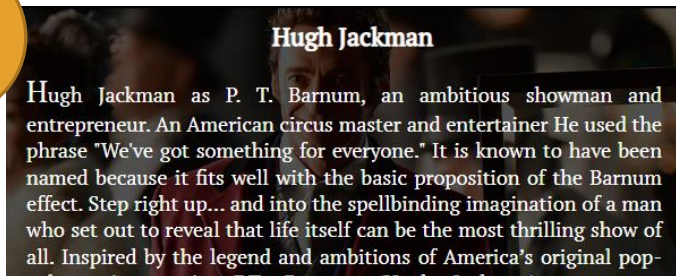 Hugh Jackman
Hugh Jackman as P. T. Barnum, an ambitious showman and
entrepreneur. An American circus master and entertainer He used the
phrase "We've got something for everyone." It is known to have been
named because it fits well with the basic proposition of the Barnum
effect. Step right up... and into the spellbinding imagination of a man
who set out to reveal that life itself can be the most thrilling show of
all. Inspired by the legend and ambitions of America’s original pop-